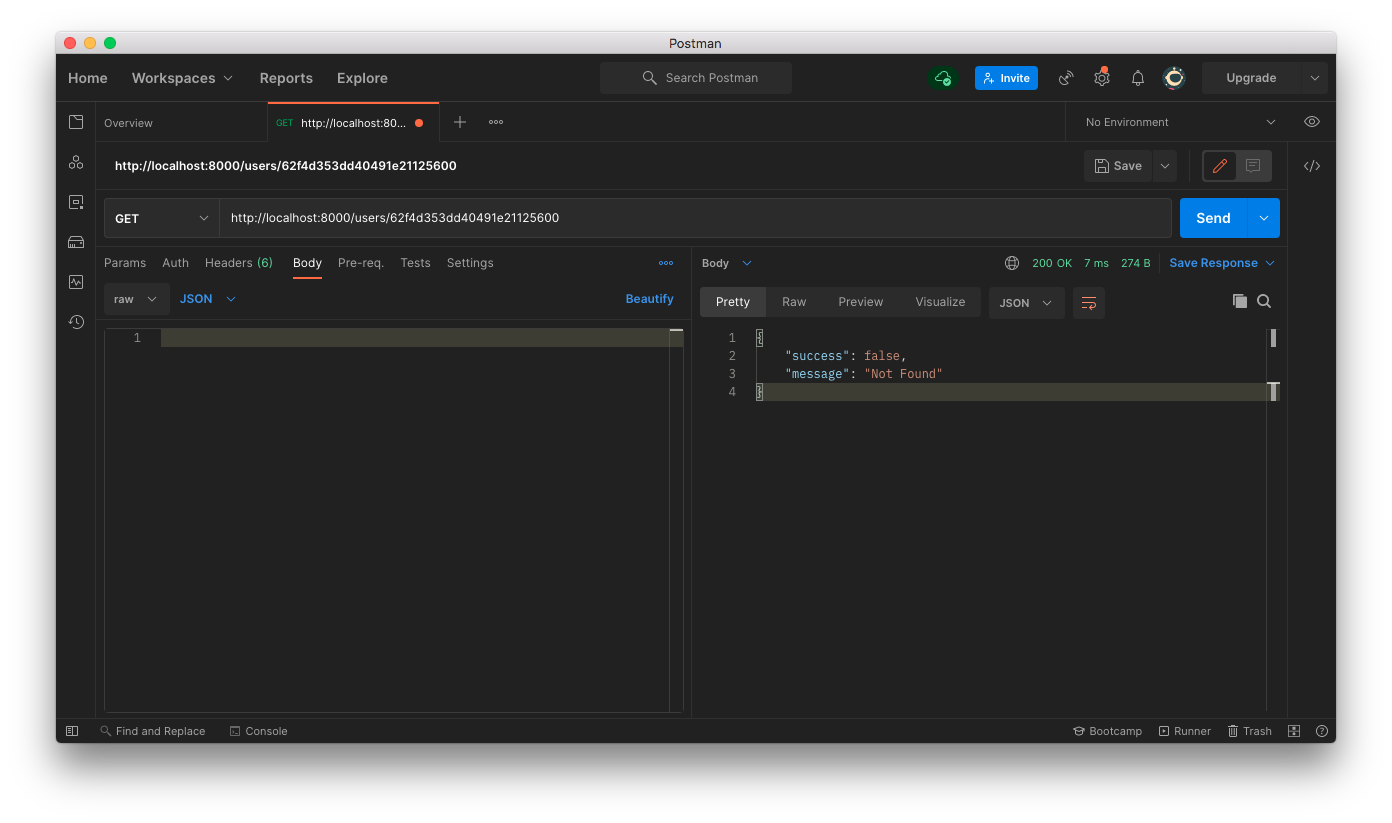 Postman
Home Workspaces Reports Explore Search Postman Invite Upgrade
Overview GET http://localhost:80... No Environment
http://localhost:8000/users/62f4d353dd40491e21125600 Save
GET http://localhost:8000/users/62f4d353dd40491e21125600 Send
Params Auth Headers (6) Body Pre-req. Tests Settings
raw JSON Beautify
1
Body 200 OK 7 ms 274 B Save Response
Pretty Raw Preview Visualize JSON
1 {
2 "success": false,
3 "message": "Not Found"
4 }
Find and Replace Console Bootcamp Runner Trash